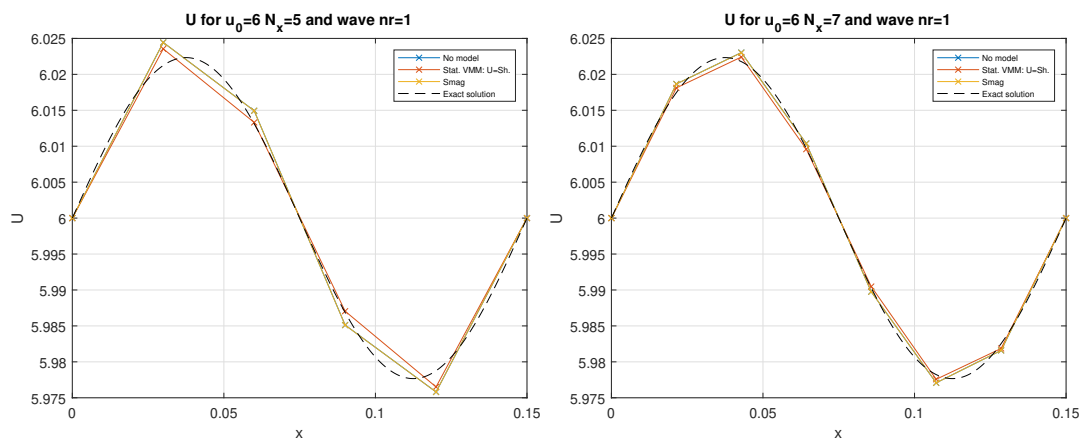 U for u_0=6 N_x=5 and wave nr=1
6.025
6.02
6.015
6.01
6.005
6
5.995
5.99
5.985
5.98
5.975
U
0
0.05
0.1
0.15
x
No model
Stat. VMM: U=Sh.
Smag
Exact solution
U for u_0=6 N_x=7 and wave nr=1
6.025
6.02
6.015
6.01
6.005
6
5.995
5.99
5.985
5.98
5.975
U
0
0.05
0.1
0.15
x
No model
Stat. VMM: U=Sh.
Smag
Exact solution